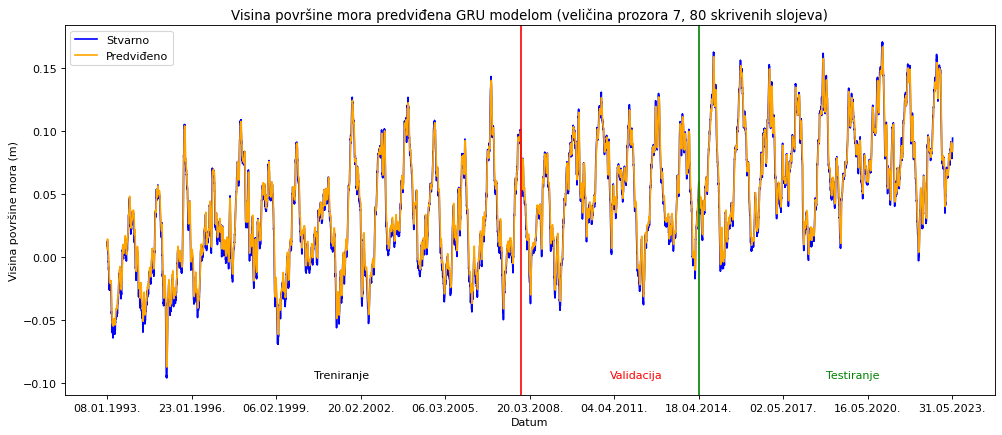 Visina površine mora predviđena GRU modelom (veličina prozora 7, 80 skrivenih slojeva)
Stvarno
Predviđeno
0.15
0.10
0.05
0.00
−0.05
−0.10
Visina površine mora (m)
Treniranje
Validacija
Testiranje
08.01.1993. 23.01.1996. 06.02.1999. 20.02.2002. 06.03.2005. 20.03.2008. 04.04.2011. 18.04.2014. 02.05.2017. 16.05.2020. 31.05.2023.
Datum